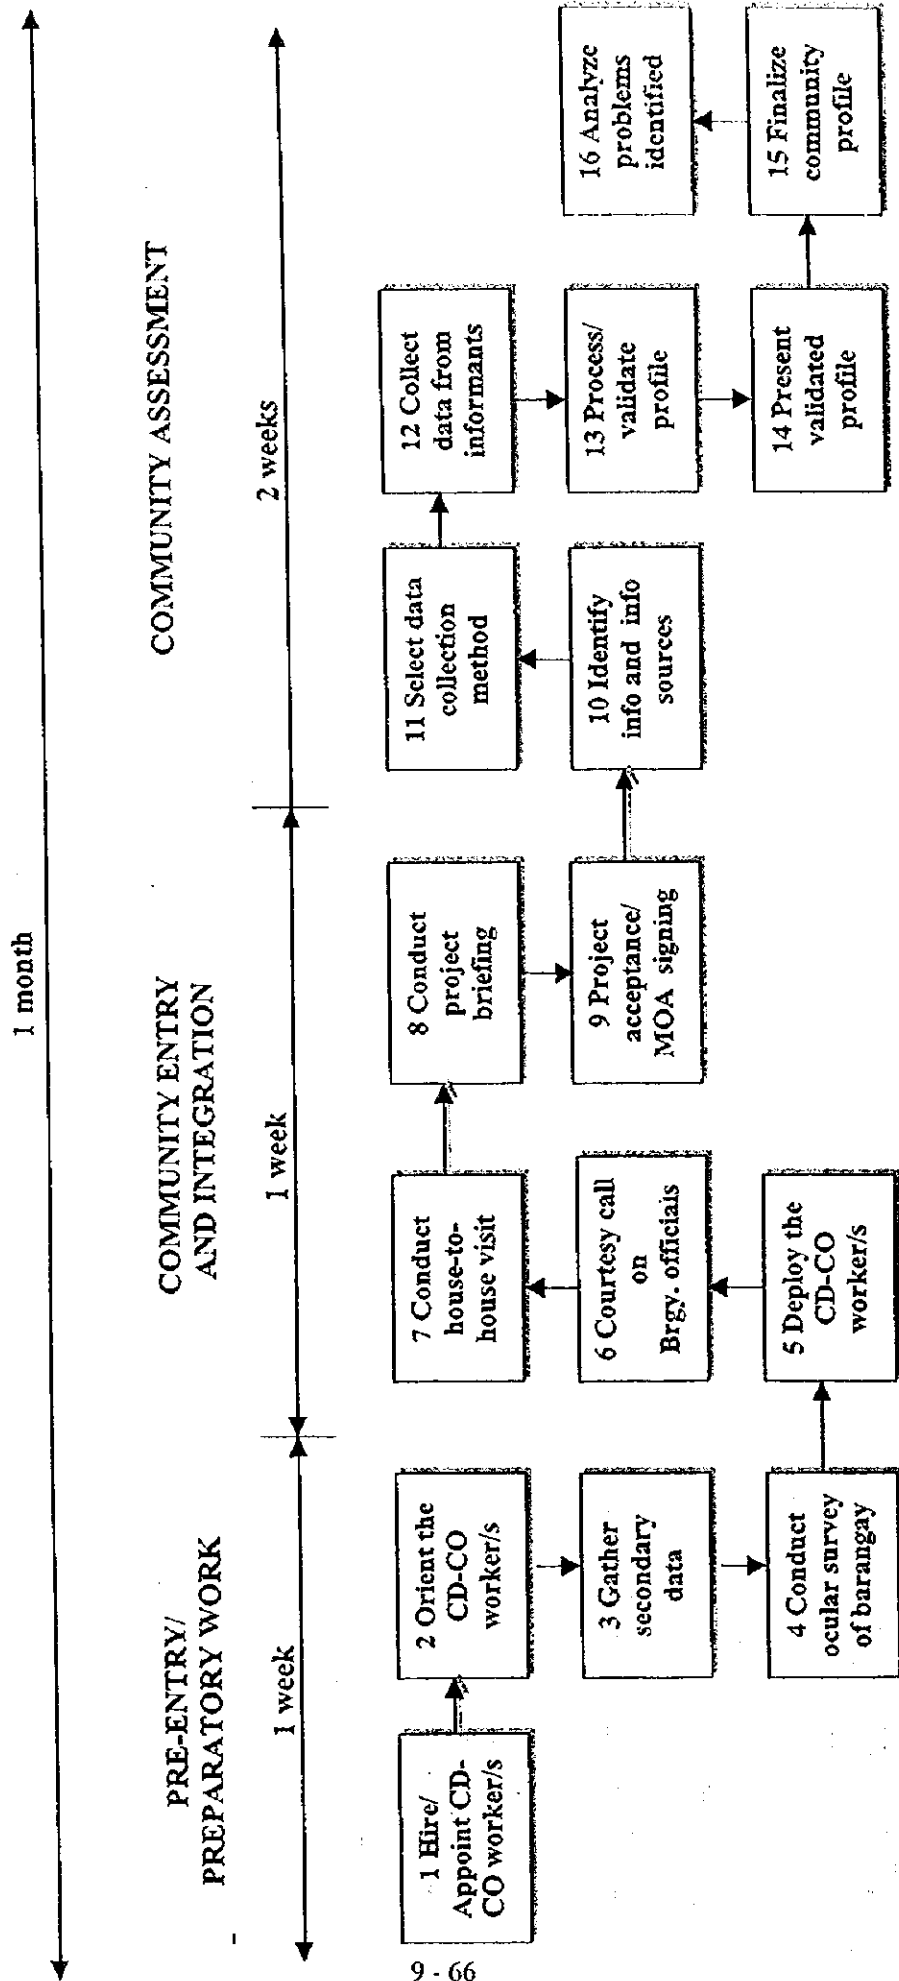 1 month
PRE-ENTRY/
PREPARATORY WORK
COMMUNITY ENTRY
AND INTEGRATION
COMMUNITY ASSESSMENT
1 week
1 week
2 weeks
1 Hire/
Appoint CD-
CO worker/s
2 Orient the
CD-CO
worker/s
3 Gather
secondary
data
4 Conduct
ocular survey
of barangay
5 Deploy the
CD-CO
worker/s
6 Courtesy call
on
Brgy. officials
7 Conduct
house-to-
house visit
8 Conduct
project
briefing
9 Project
acceptance/
MOA signing
10 Identify
info and info
sources
11 Select data
collection
method
12 Collect
data from
informants
13 Process/
validate
profile
14 Present
validated
profile
15 Finalize
community
profile
16 Analyze
problems
identified
9 - 66